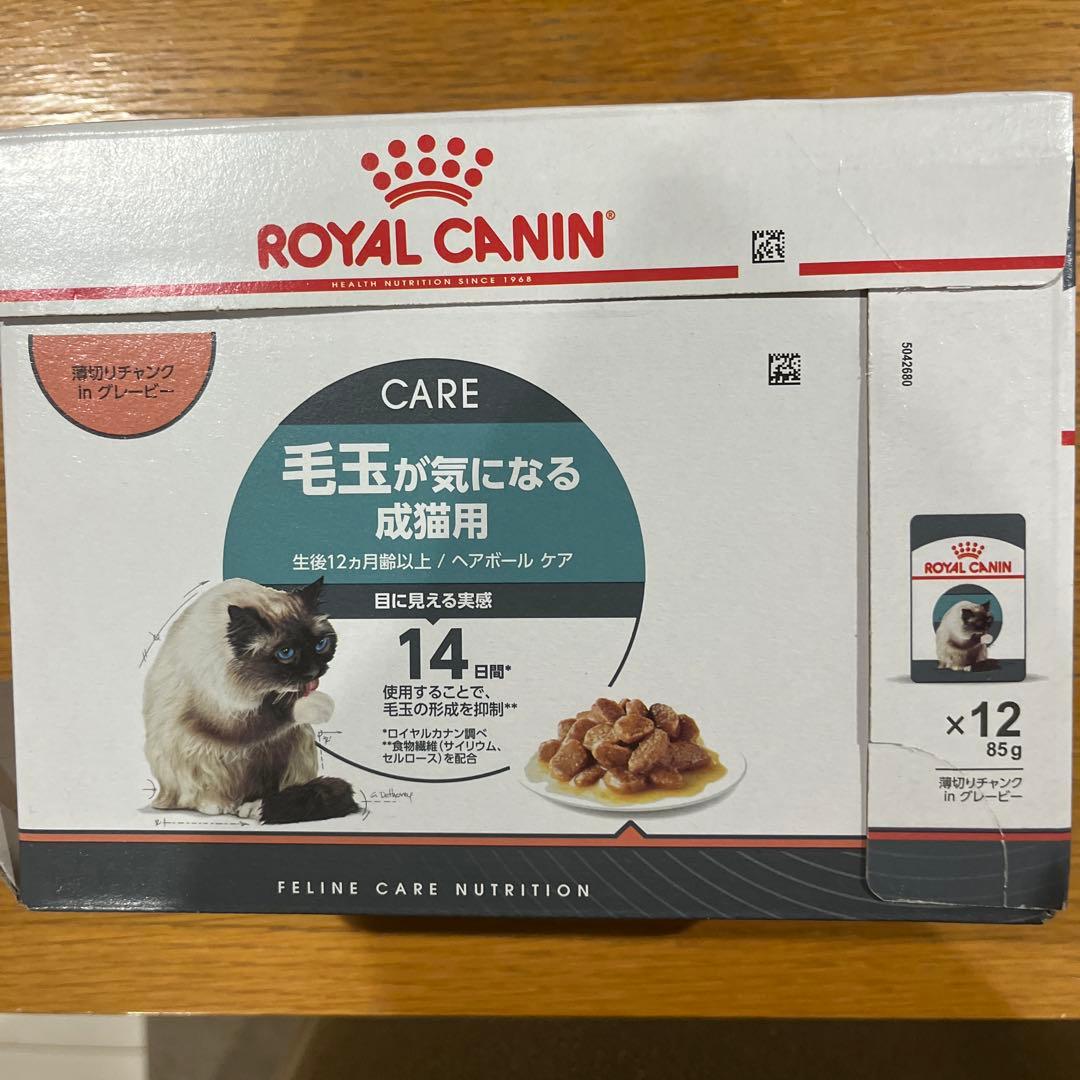 ROYAL CANIN®
HEALTH NUTRITION SINCE 1968
薄切りチャンク
in グレービー
CARE
毛玉が気になる
成猫用
生後12ヵ月齢以上 / ヘアボール ケア
目に見える実感
14日間*
使用することで、
毛玉の形成を抑制**
*ロイヤルカナン調べ
**食物繊維(サイリウム、
セルロース)を配合
FELINE CARE NUTRITION
5042680
ROYAL CANIN
×12
85g
薄切りチャンク
in グレービー